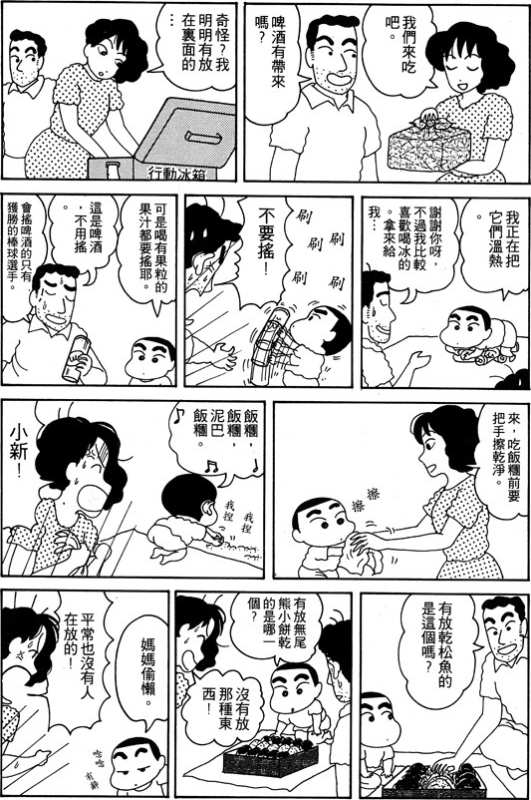 我們來吃
吧。
啤酒有帶來
嗎？
奇怪？我
明明有放
在裏面的
…
行動冰箱
我正在把
它們溫熱
謝謝你呀，
不過我比較
喜歡喝冰的
。拿來給
我…
刷
刷
刷
刷
不要搖！
可是喝有果粒的
果汁都要搖耶。
這是啤酒
，不用搖
會搖啤酒的只有
獲勝的棒球選手。
來，吃飯糰前要
把手擦乾淨。
擦
擦
飯糰，
飯糰，
泥巴
飯糰。
我捏
我捏
小新！
有放乾松魚的
是這個嗎？
有放無尾
熊小餅乾
的是哪一
個？
沒有放
那種東
西！
媽媽偷懶。
平常也沒有人
在放的！